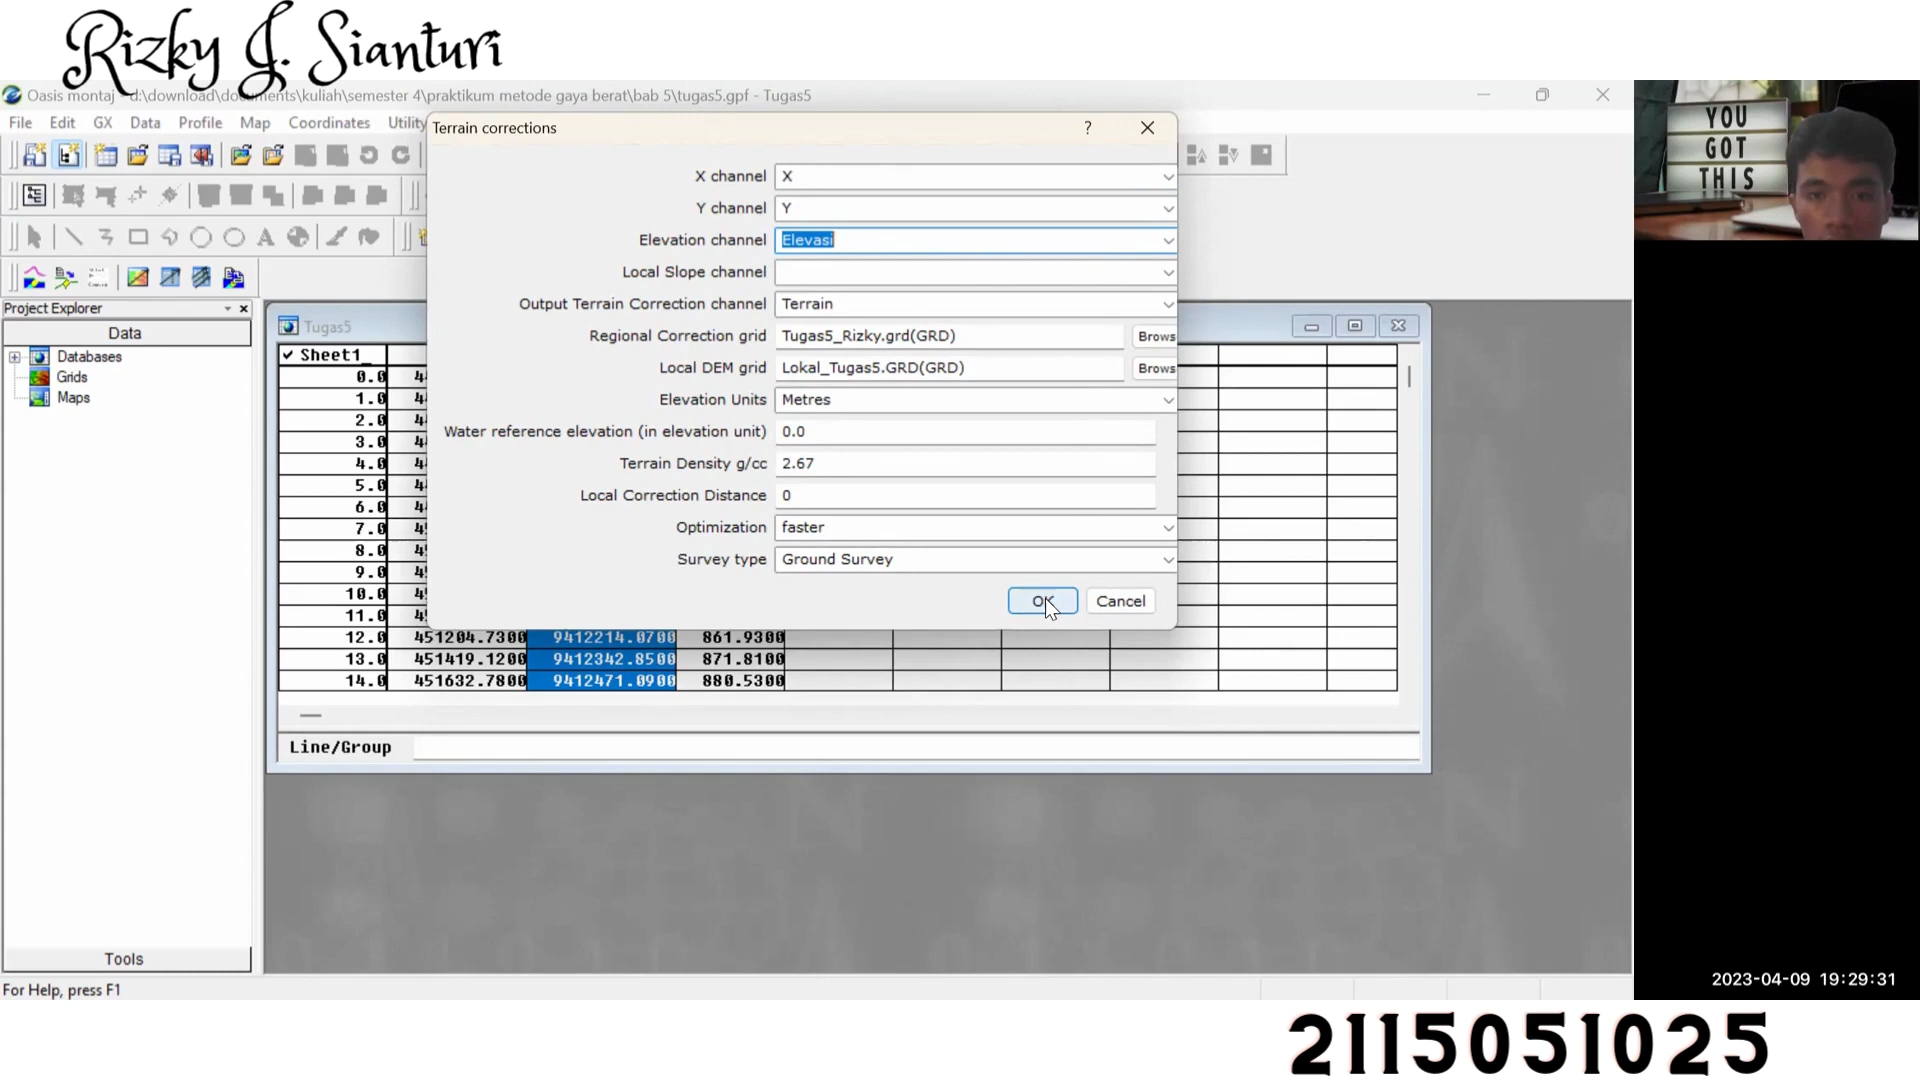 Rizky J. Sianturi
Oasis montaj - d:\download\documents\kuliah\semester 4\praktikum metode gaya berat\bab 5\tugas5.gpf - Tugas5
File Edit GX Data Profile Map Coordinates Utility
Terrain corrections
X channel X
Y channel Y
Elevation channel Elevasi
Local Slope channel
Output Terrain Correction channel Terrain
Regional Correction grid Tugas5_Rizky.grd(GRD) Brows
Local DEM grid Lokal_Tugas5.GRD(GRD) Brows
Elevation Units Metres
Water reference elevation (in elevation unit) 0.0
Terrain Density g/cc 2.67
Local Correction Distance 0
Optimization faster
Survey type Ground Survey
OK Cancel
Project Explorer
Data
Databases
Grids
Maps
Tools
Tugas5
✔ Sheet1_
0.0
1.0
2.0
3.0
4.0
5.0
6.0
7.0
8.0
9.0
10.0
11.0
12.0 451204.7300 9412214.0700 861.9300
13.0 451419.1200 9412342.8500 871.8100
14.0 451632.7800 9412471.0900 880.5300
Line/Group
For Help, press F1
YOU
GOT
THIS
2023-04-09 19:29:31
2115051025